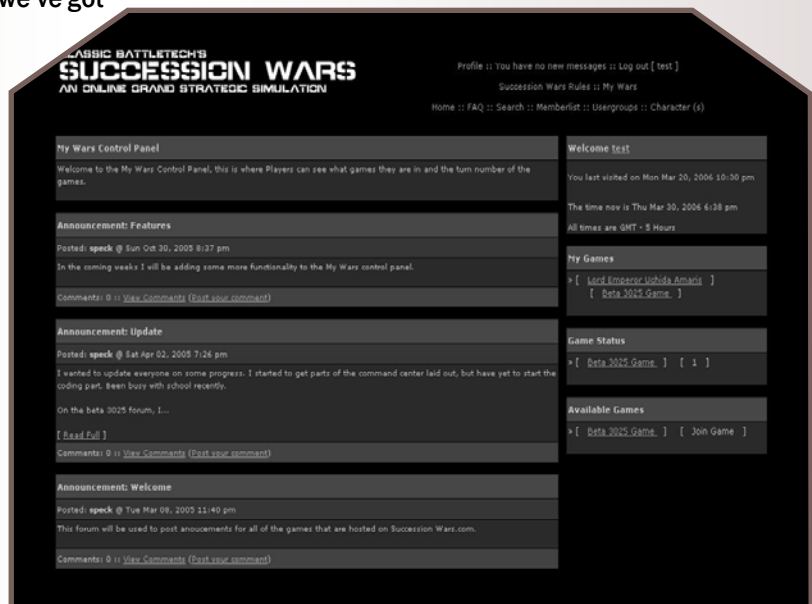 we've got
CLASSIC BATTLETECH'S
SUCCESSION WARS
AN ONLINE GRAND STRATEGIC SIMULATION
Profile :: You have no new messages :: Log out [ test ]
Succession Wars Rules :: My Wars
Home :: FAQ :: Search :: Memberlist :: Usergroups :: Character (s)
My Wars Control Panel
Welcome to the My Wars Control Panel, this is where Players can see what games they are in and the turn number of the
games.
Announcement: Features
Posted: speck @ Sun Oct 30, 2005 8:37 pm
In the coming weeks I will be adding some more functionality to the My Wars control panel.
Comments: 0 :: View Comments (Post your comment)
Announcement: Update
Posted: speck @ Sat Apr 02, 2005 7:26 pm
I wanted to update everyone on some progress. I started to get parts of the command center laid out, but have yet to start the
coding part. Been busy with school recently.
On the beta 3025 forum, I...
[ Read Full ]
Comments: 0 :: View Comments (Post your comment)
Announcement: Welcome
Posted: speck @ Tue Mar 08, 2005 11:40 pm
This forum will be used to post anoucements for all of the games that are hosted on Succession Wars.com.
Comments: 0 :: View Comments (Post your comment)
Welcome test
You last visited on Mon Mar 20, 2006 10:30 pm
The time now is Thu Mar 30, 2006 6:38 pm
All times are GMT - 5 Hours
My Games
» [ Lord Emperor Uchida Amaris ]
[ Beta 3025 Game ]
Game Status
» [ Beta 3025 Game ] [ 1 ]
Available Games
» [ Beta 3025 Game ] [ Join Game ]